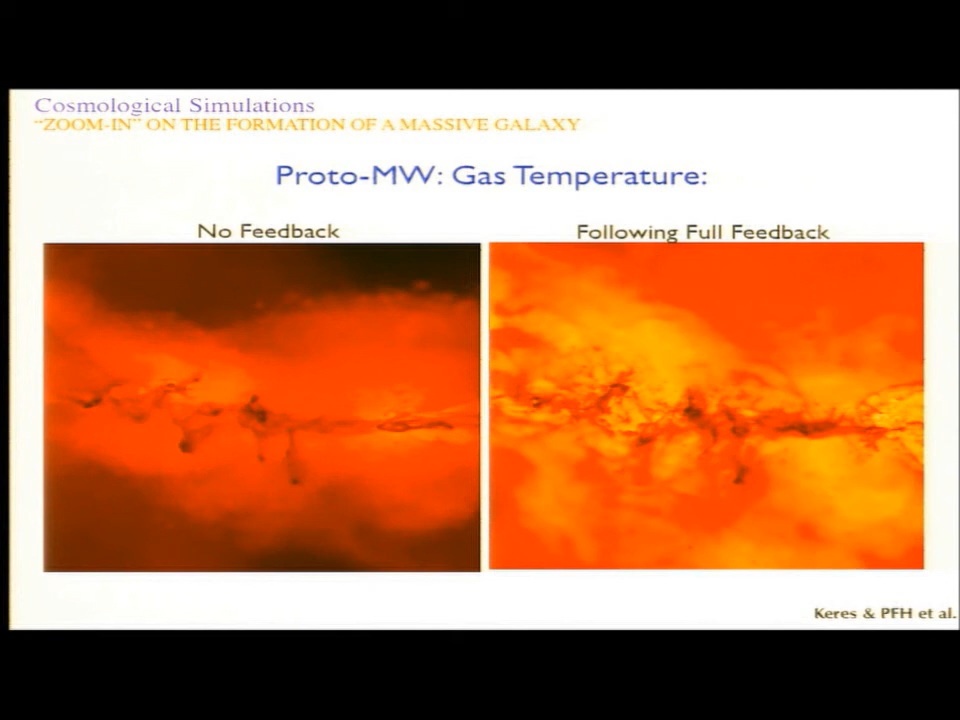 Cosmological Simulations
"ZOOM-IN" ON THE FORMATION OF A MASSIVE GALAXY
Proto-MW: Gas Temperature:
No Feedback
Following Full Feedback
Keres & PFH et al.